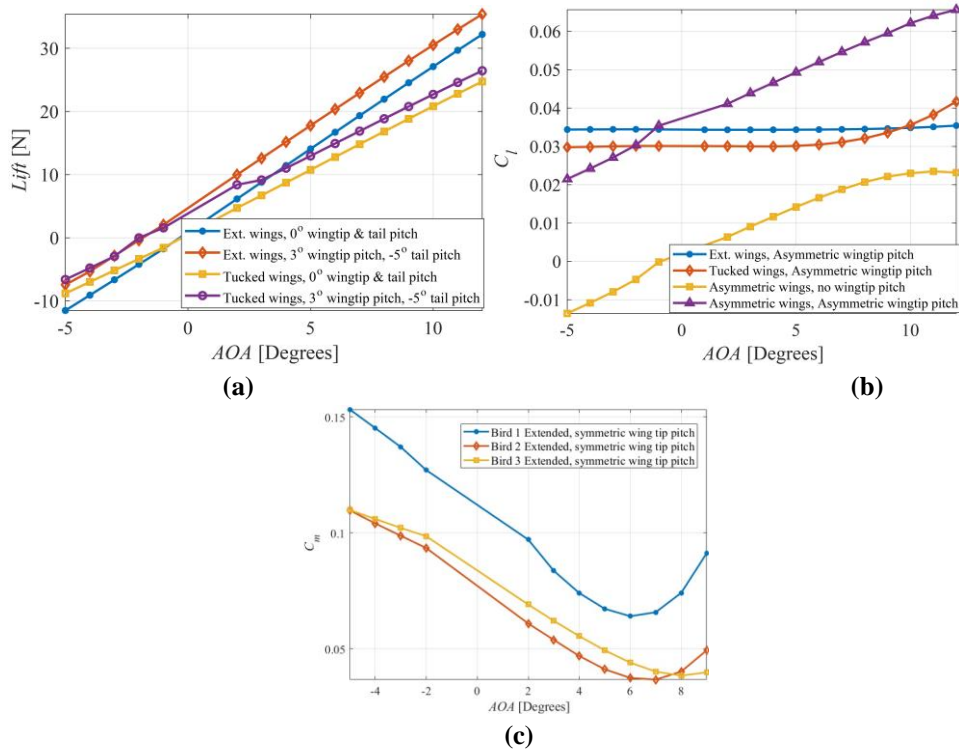 30
20
10
0
-10
Lift [N]
Ext. wings, 0° wingtip & tail pitch
Ext. wings, 3° wingtip pitch, -5° tail pitch
Tucked wings, 0° wingtip & tail pitch
Tucked wings, 3° wingtip pitch, -5° tail pitch
-5 0 5 10
AOA [Degrees]
(a)
0.06
0.05
0.04
0.03
0.02
0.01
0
-0.01
C_l
Ext. wings, Asymmetric wingtip pitch
Tucked wings, Asymmetric wingtip pitch
Asymmetric wings, no wingtip pitch
Asymmetric wings, Asymmetric wingtip pitch
-5 0 5 10
AOA [Degrees]
(b)
0.15
0.1
0.05
C_m
Bird 1 Extended, symmetric wing tip pitch
Bird 2 Extended, symmetric wing tip pitch
Bird 3 Extended, symmetric wing tip pitch
-4 -2 0 2 4 6 8
AOA [Degrees]
(c)